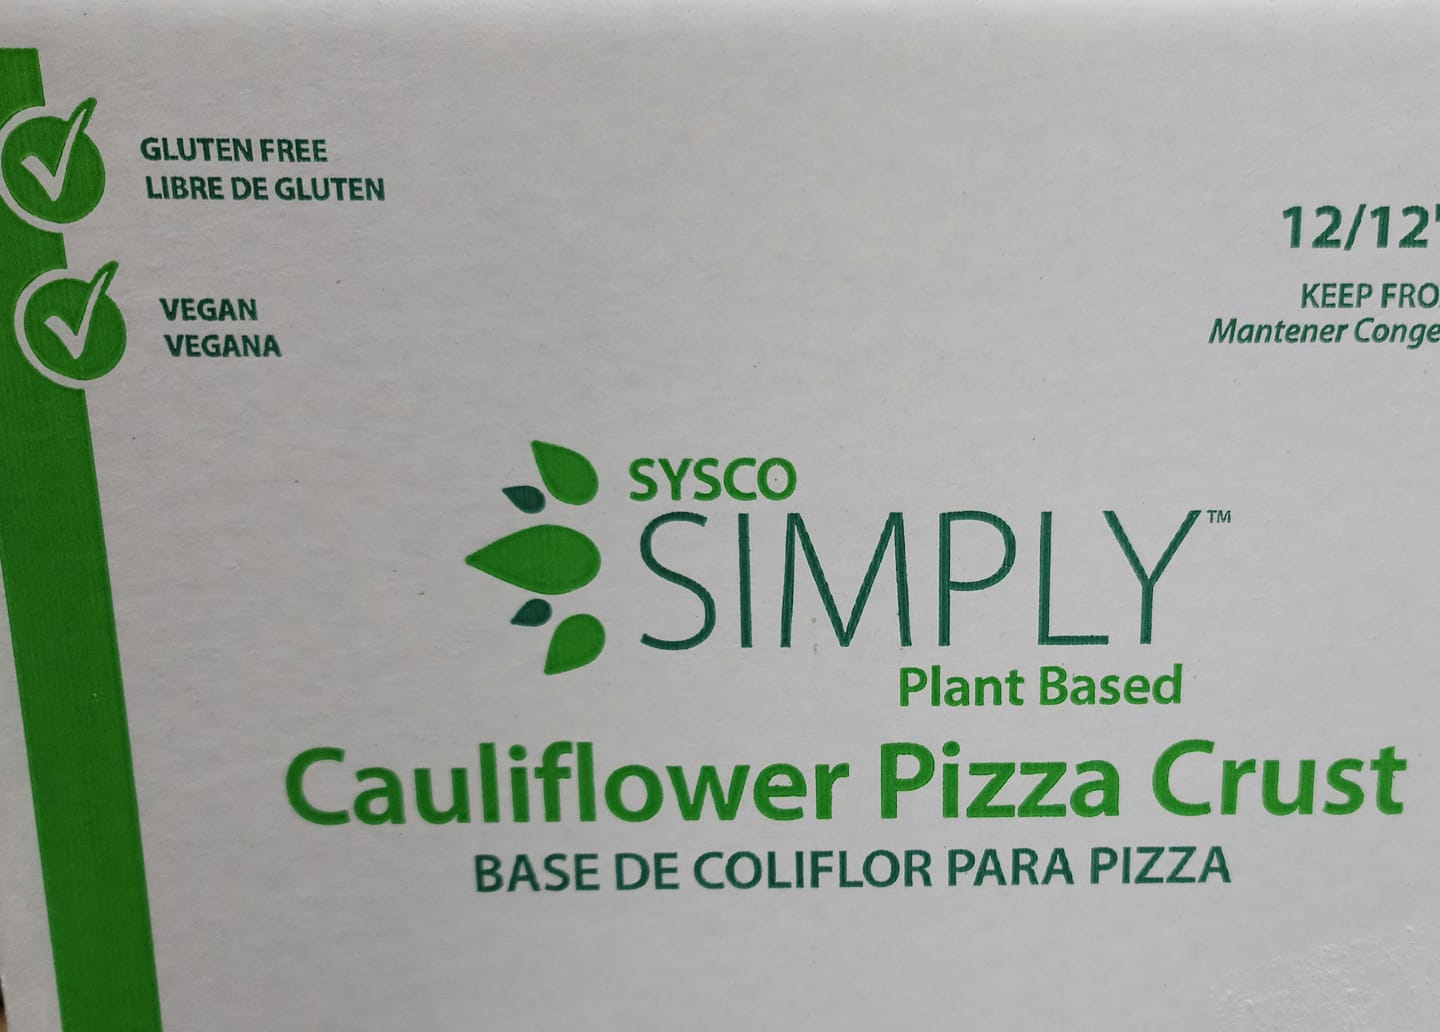 GLUTEN FREE
LIBRE DE GLUTEN
VEGAN
VEGANA
12/12"
KEEP FRO
Mantener Conge
SYSCO
SIMPLY™
Plant Based
Cauliflower Pizza Crust
BASE DE COLIFLOR PARA PIZZA